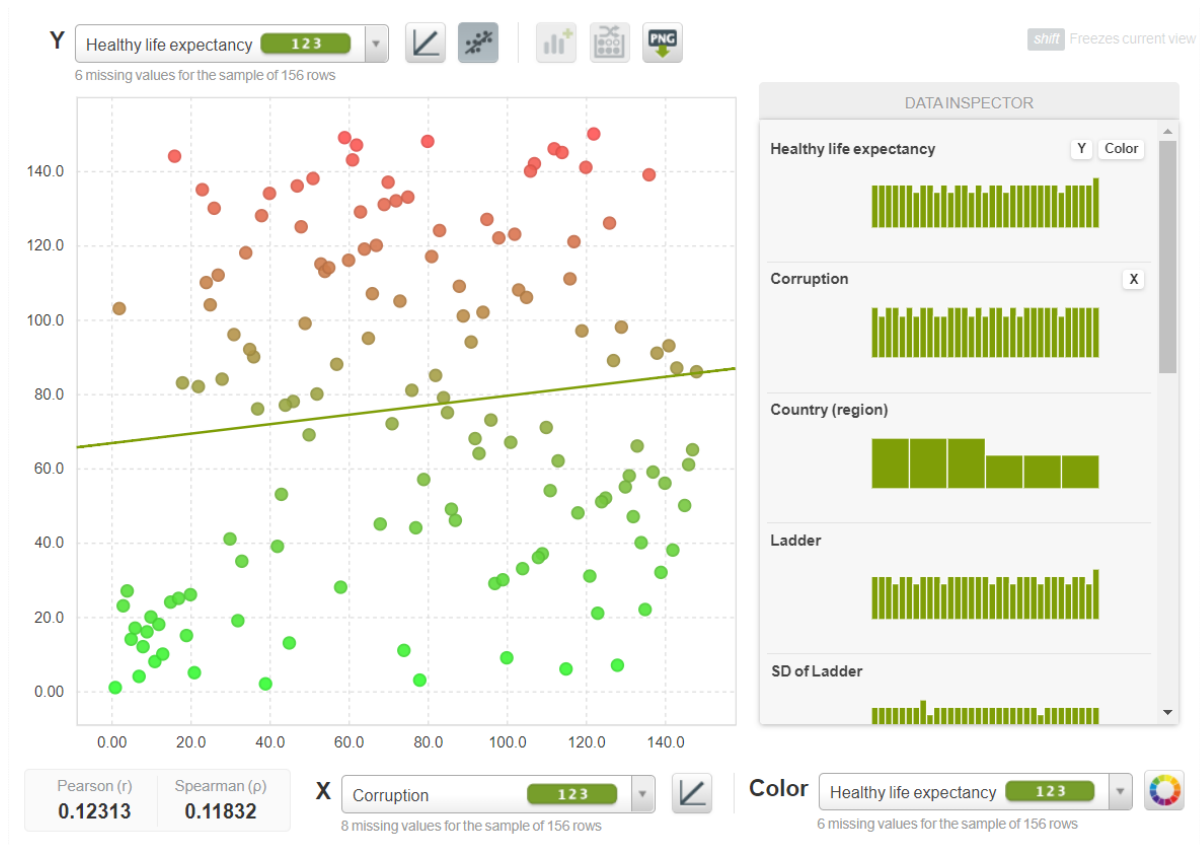 Y Healthy life expectancy 123 PNG shift Freezes current view
6 missing values for the sample of 156 rows
DATA INSPECTOR
Healthy life expectancy Y Color
Corruption X
Country (region)
Ladder
SD of Ladder
140.0
120.0
100.0
80.0
60.0
40.0
20.0
0.00
0.00 20.0 40.0 60.0 80.0 100.0 120.0 140.0
Pearson (r) Spearman (ρ)
0.12313 0.11832
X Corruption 123
8 missing values for the sample of 156 rows
Color Healthy life expectancy 123
6 missing values for the sample of 156 rows